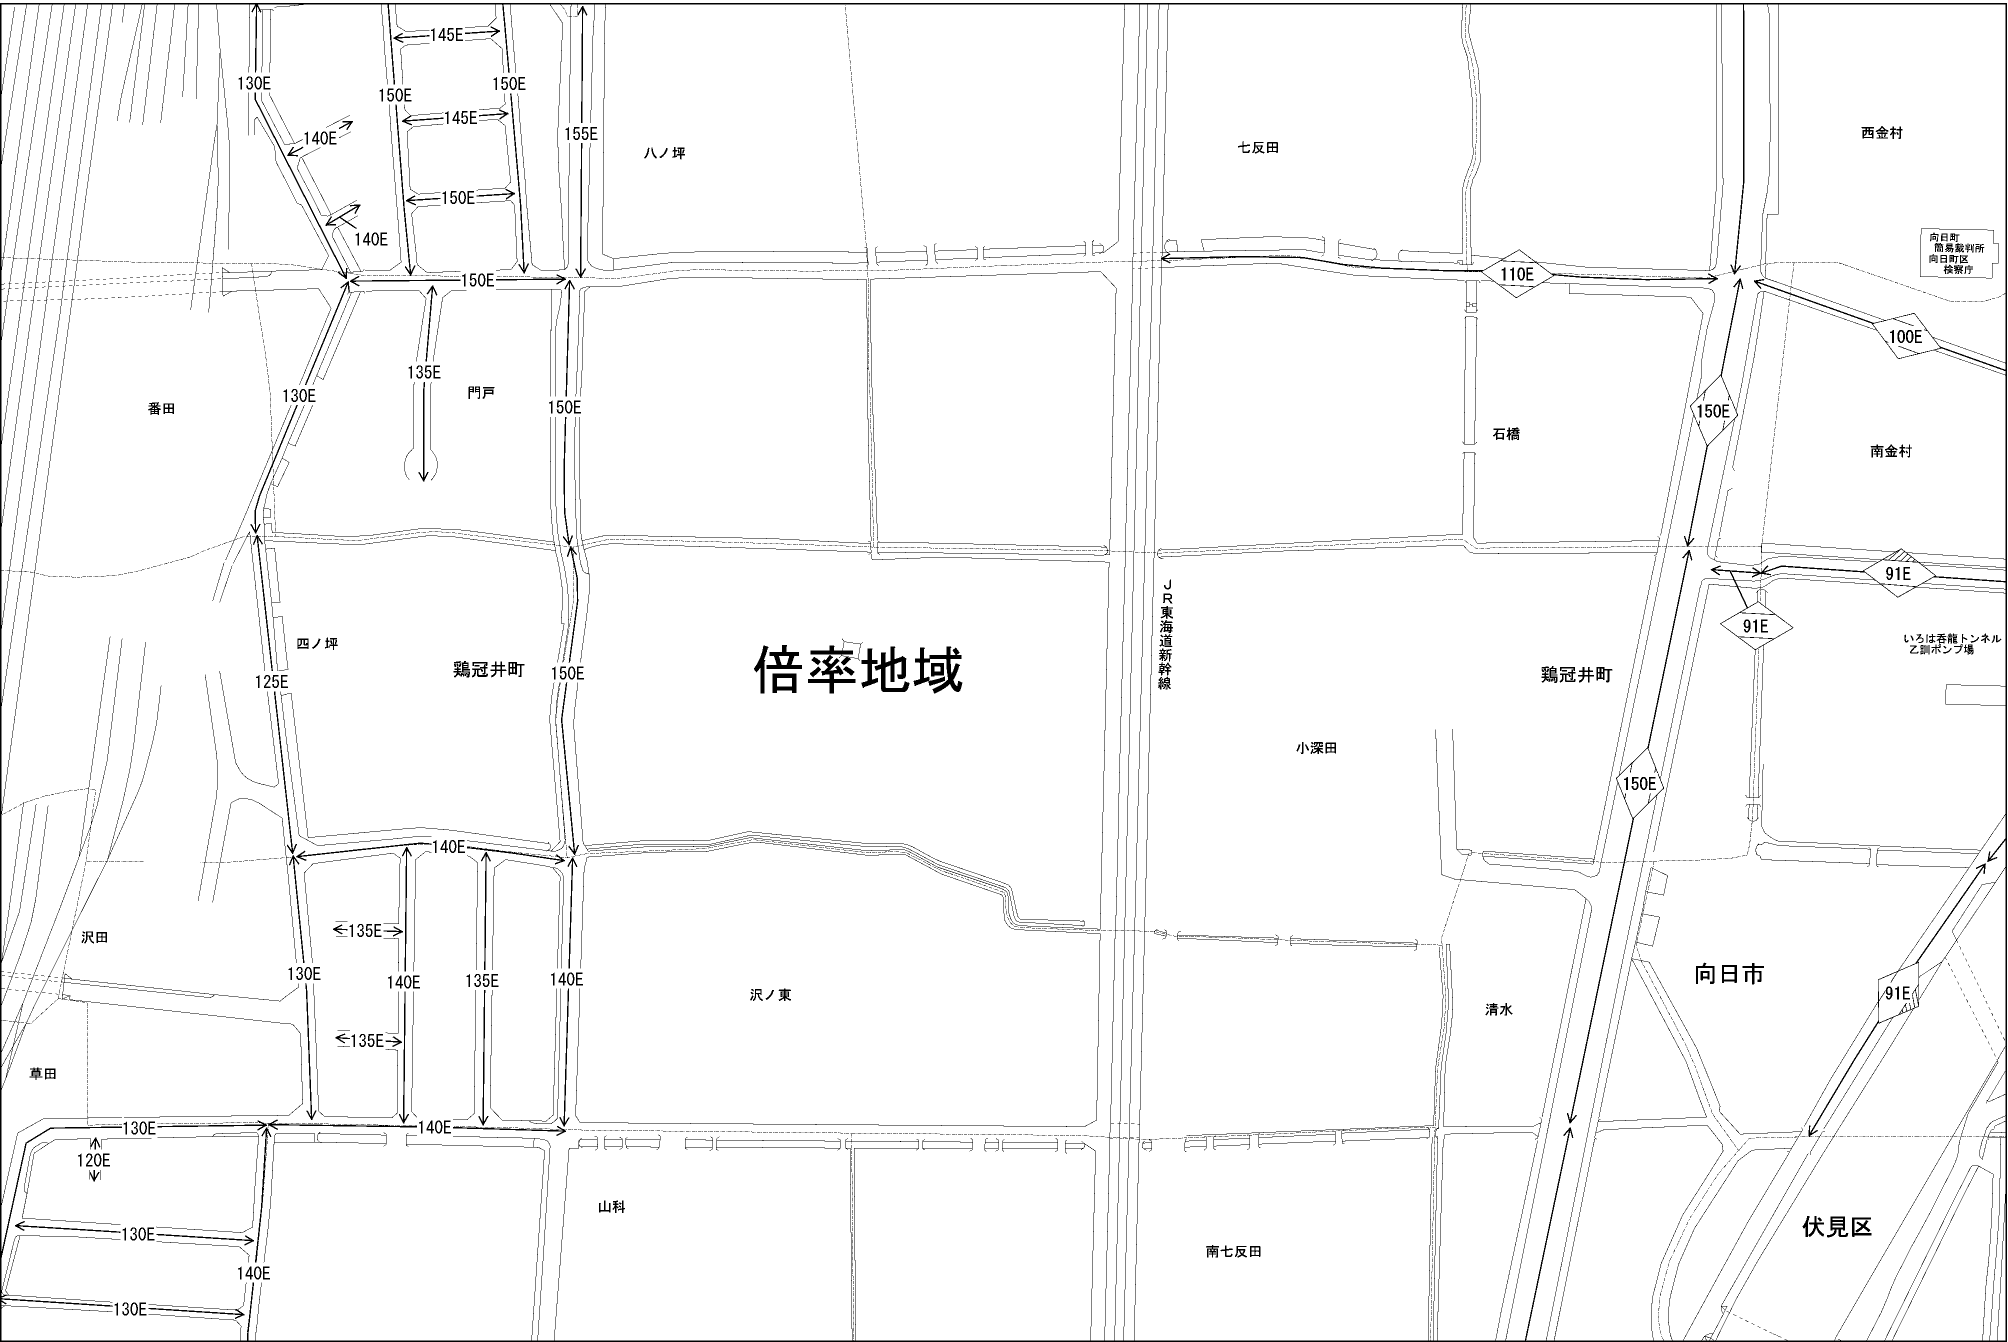 145E
130E
150E
150E
145E
155E
140E
西金村
八ノ坪
七反田
150E
140E
向日町
簡易裁判所
向日町区
検察庁
150E
110E
100E
135E
門戸
130E
番田
150E
150E
石橋
南金村
91E
JR東海道新幹線
91E
四ノ坪
鶏冠井町
150E
125E
倍率地域
鶏冠井町
いろは呑龍トンネル
乙訓ポンプ場
小深田
150E
140E
135E
沢田
130E
140E
135E
140E
沢ノ東
向日市
91E
清水
135E
草田
130E
140E
120E
山科
130E
南七反田
伏見区
140E
130E